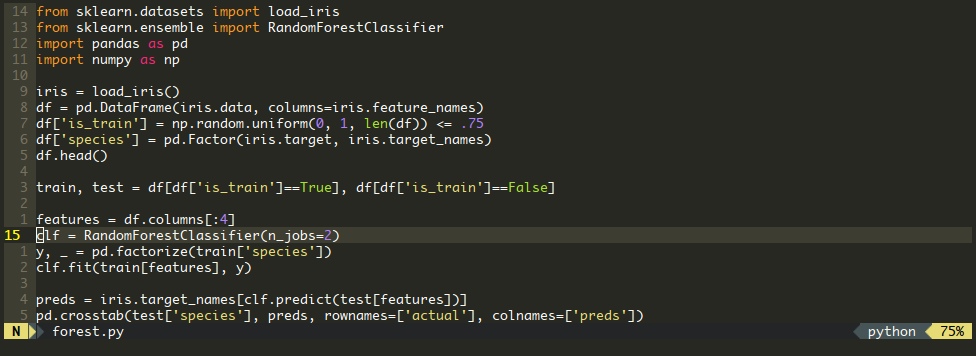 14 from sklearn.datasets import load_iris
13 from sklearn.ensemble import RandomForestClassifier
12 import pandas as pd
11 import numpy as np
10
9 iris = load_iris()
8 df = pd.DataFrame(iris.data, columns=iris.feature_names)
7 df['is_train'] = np.random.uniform(0, 1, len(df)) <= .75
6 df['species'] = pd.Factor(iris.target, iris.target_names)
5 df.head()
4
3 train, test = df[df['is_train']==True], df[df['is_train']==False]
2
1 features = df.columns[:4]
15 clf = RandomForestClassifier(n_jobs=2)
1 y, _ = pd.factorize(train['species'])
2 clf.fit(train[features], y)
3
4 preds = iris.target_names[clf.predict(test[features])]
5 pd.crosstab(test['species'], preds, rownames=['actual'], colnames=['preds'])
N forest.py python 75%